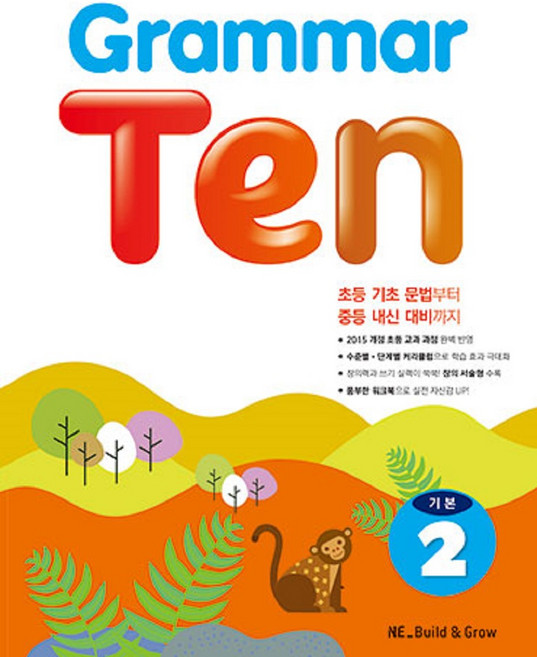 Grammar
Ten
초등 기초 문법부터
중등 내신 대비까지
• 2015 개정 초등 교과 과정 완벽 반영
• 수준별 • 단계별 커리큘럼으로 학습 효과 극대화
• 창의력과 쓰기 실력이 쑥쑥! 창의 서술형 수록
• 풍부한 워크북으로 실전 자신감 UP!
기본
2
NE_Build & Grow